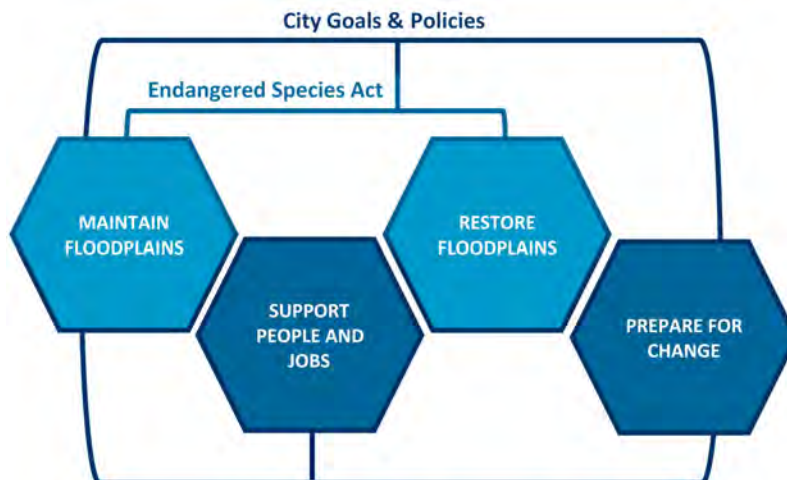 City Goals & Policies
Endangered Species Act
MAINTAIN
FLOODPLAINS
RESTORE
FLOODPLAINS
SUPPORT
PEOPLE AND
JOBS
PREPARE FOR
CHANGE